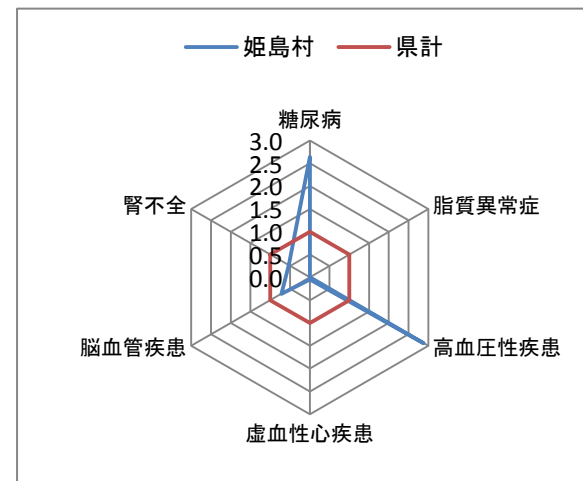 姫島村 県計
糖尿病
3.0
2.5
2.0
1.5
1.0
0.5
0.0
脂質異常症
高血圧性疾患
虚血性心疾患
脳血管疾患
腎不全